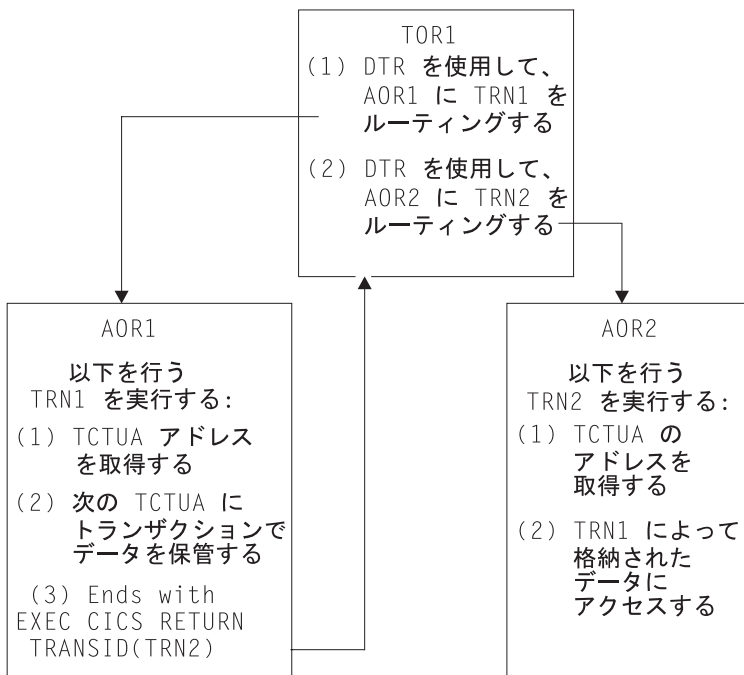 TOR1
(1) DTR を使用して、
AOR1 に TRN1 を
ルーティングする
(2) DTR を使用して、
AOR2 に TRN2 を
ルーティングする
AOR1
以下を行う
TRN1 を実行する:
(1) TCTUA アドレス
を取得する
(2) 次の TCTUA に
トランザクションで
データを保管する
(3) Ends with
EXEC CICS RETURN
TRANSID(TRN2)
AOR2
以下を行う
TRN2 を実行する:
(1) TCTUA の
アドレスを
取得する
(2) TRN1 によって
格納された
データに
アクセスする